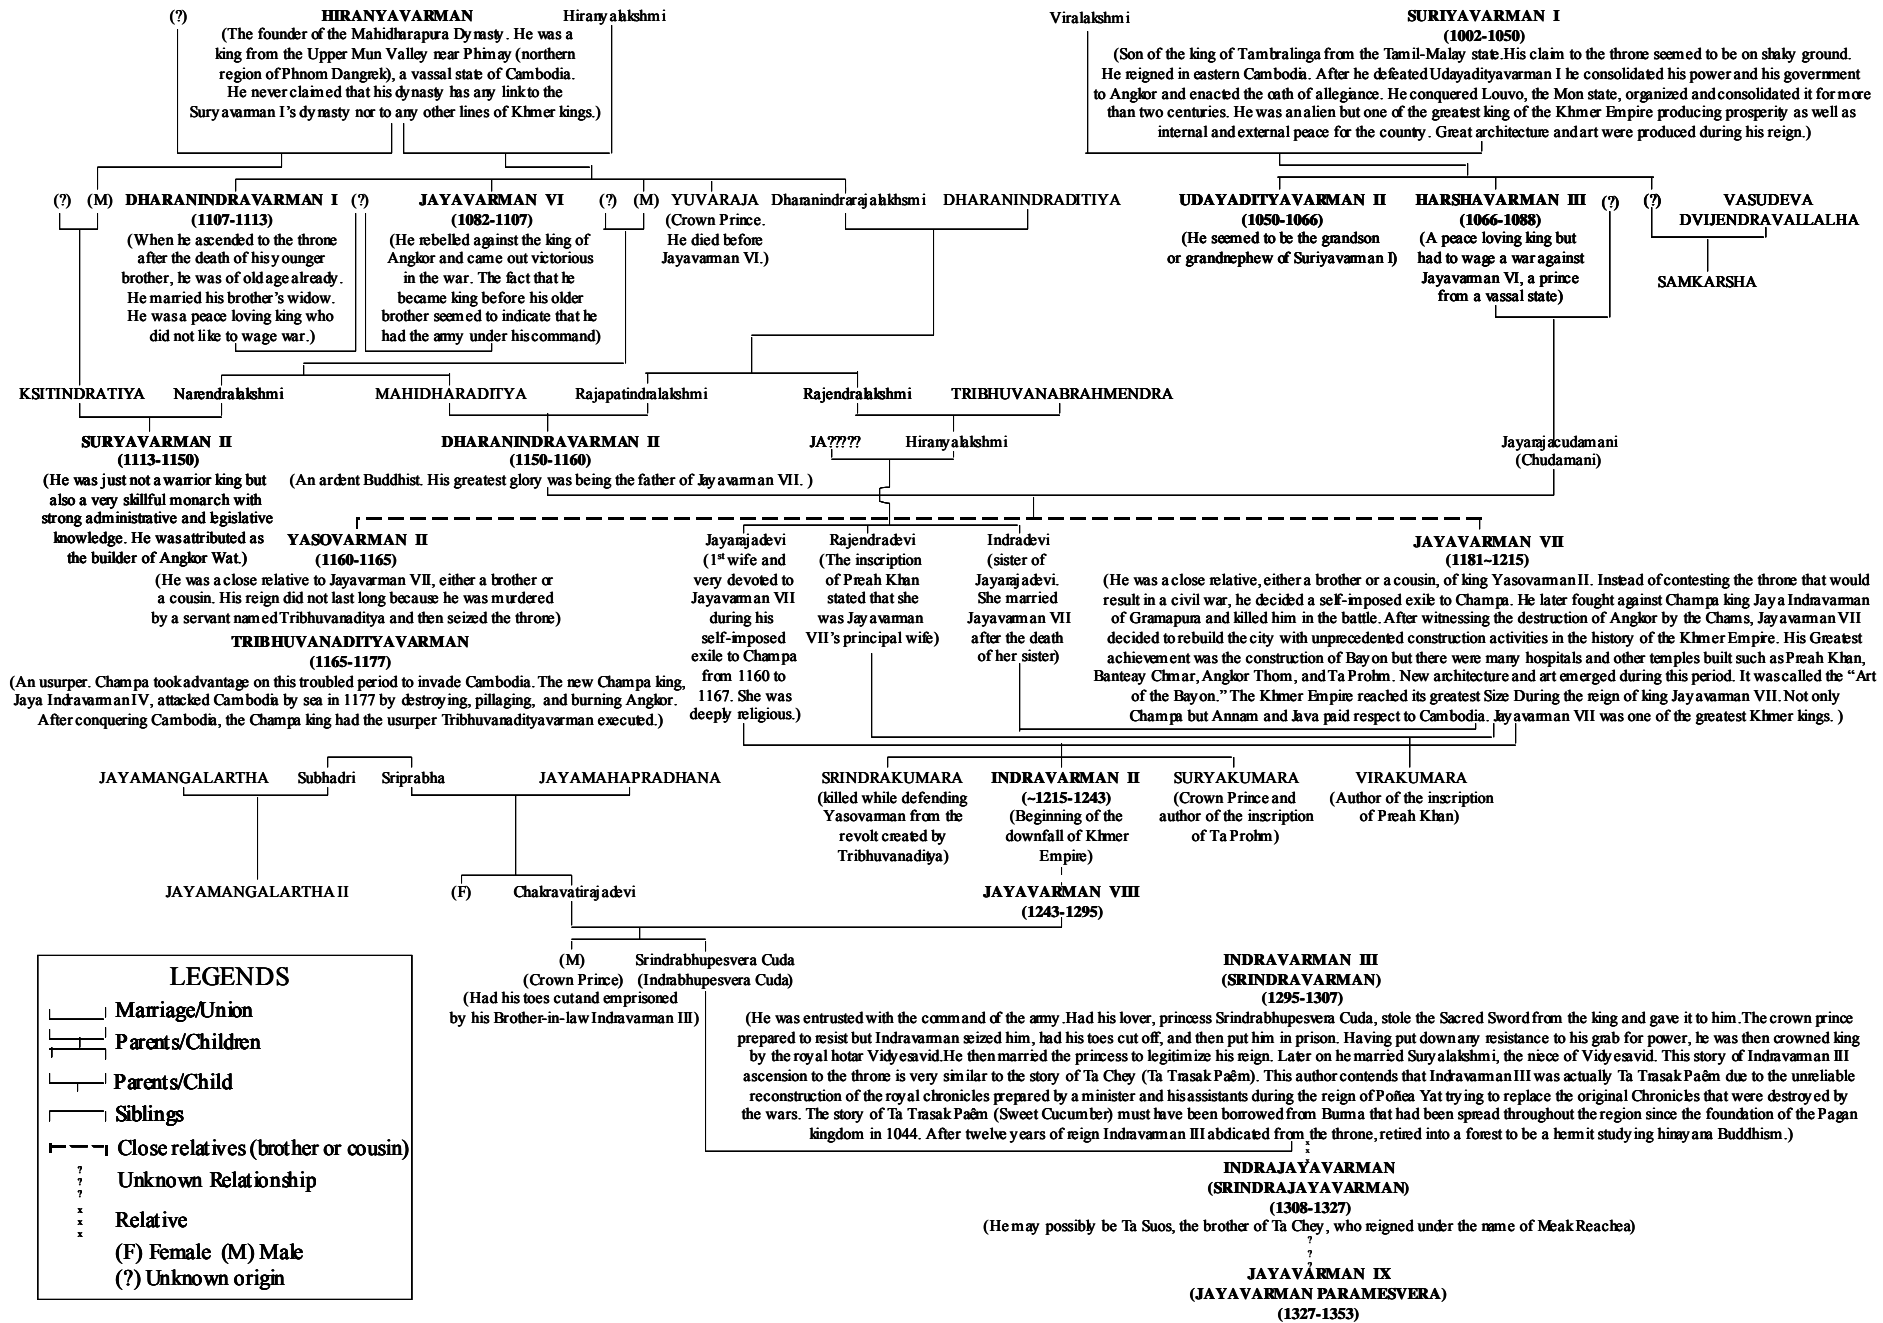 (?)
HIRANYAVARMAN
(The founder of the Mahidharapura Dynasty. He was a
king from the Upper Mun Valley near Phimay (northern
region of Phnom Dangrek), a vassal state of Cambodia.
He never claimed that his dynasty has any link to the
Suryavarman I's dynasty nor to any other lines of Khmer kings.)
Hiranyalakshmi
Viralakshmi
SURIYAVARMAN I
(1002-1050)
(Son of the king of Tambralinga from the Tamil-Malay state.His claim to the throne seemed to be on shaky ground.
He reigned in eastern Cambodia. After he defeated Udayadityavarman I he consolidated his power and his government
to Angkor and enacted the oath of allegiance. He conquered Louvo, the Mon state, organized and consolidated it for more
than two centuries. He was an alien but one of the greatest king of the Khmer Empire producing prosperity as well as
internal and external peace for the country. Great architecture and art were produced during his reign.)
(?)
(M)
DHARANINDRAVARMAN I
(1107-1113)
(When he ascended to the throne
after the death of his younger
brother, he was of old age already.
He married his brother's widow.
He was a peace loving king who
did not like to wage war.)
(?)
JAYAVARMAN VI
(1082-1107)
(He rebelled against the king of
Angkor and came out victorious
in the war. The fact that he
became king before his older
brother seemed to indicate that he
had the army under his command)
(?)
(M)
YUVARAJA
(Crown Prince.
He died before
Jayavarman VI.)
Dharanindrarajalahksmi
DHARANINDRADITIYA
UDAYADITYAVARMAN II
(1050-1066)
(He seemed to be the grandson
or grandnephew of Suriyavarman I)
HARSHAVARMAN III
(1066-1088)
(A peace loving king but
had to wage a war against
Jayavarman VI, a prince
from a vassal state)
(?)
(?)
VASUDEVA
DVIJENDRAVALLALHA
SAMKARSHA
KSITINDRATIYA
Narendralakshmi
MAHIDHARADITYA
Rajapatindralakshmi
Rajendralakshmi
TRIBHUVANABRAHMENDRA
SURYAVARMAN II
(1113-1150)
(He was just not a warrior king but
also a very skillful monarch with
strong administrative and legislative
knowledge. He was attributed as
the builder of Angkor Wat.)
DHARANINDRAVARMAN II
(1150-1160)
(An ardent Buddhist. His greatest glory was being the father of Jayavarman VII. )
JA?????
Hiranyalakshmi
Jayarajacudamani
(Chudamani)
YASOVARMAN II
(1160-1165)
(He was a close relative to Jayavarman VII, either a brother or
a cousin. His reign did not last long because he was murdered
by a servant named Tribhuvanaditya and then seized the throne)
TRIBHUVANADITYAVARMAN
(1165-1177)
(An usurper. Champa took advantage on this troubled period to invade Cambodia. The new Champa king,
Jaya Indravarman IV, attacked Cambodia by sea in 1177 by destroying, pillaging, and burning Angkor.
After conquering Cambodia, the Champa king had the usurper Tribhuvanadityavarman executed.)
Jayarajadevi
(1st wife and
very devoted to
Jayavarman VII
during his
self-imposed
exile to Champa
from 1160 to
1167. She was
deeply religious.)
Rajendradevi
(The inscription
of Preah Khan
stated that she
was Jayavarman
VII's principal wife)
Indradevi
(sister of
Jayarajadevi.
She married
Jayavarman VII
after the death
of her sister)
JAYAVARMAN VII
(1181~1215)
(He was a close relative, either a brother or a cousin, of king Yasovarman II. Instead of contesting the throne that would
result in a civil war, he decided a self-imposed exile to Champa. He later fought against Champa king Jaya Indravarman
of Gramapura and killed him in the battle. After witnessing the destruction of Angkor by the Chams, Jayavarman VII
decided to rebuild the city with unprecedented construction activities in the history of the Khmer Empire. His Greatest
achievement was the construction of Bayon but there were many hospitals and other temples built such as Preah Khan,
Banteay Chmar, Angkor Thom, and Ta Prohm. New architecture and art emerged during this period. It was called the “Art
of the Bayon.” The Khmer Empire reached its greatest Size During the reign of king Jayavarman VII. Not only
Champa but Annam and Java paid respect to Cambodia. Jayavarman VII was one of the greatest Khmer kings. )
JAYAMANGALARTHA
Subhadri
Sriprabha
JAYAMAHAPRADHANA
SRINDRAKUMARA
(killed while defending
Yasovarman from the
revolt created by
Tribhuvanaditya)
INDRAVARMAN II
(~1215-1243)
(Beginning of the
downfall of Khmer
Empire)
SURYAKUMARA
(Crown Prince and
author of the inscription
of Ta Prohm)
VIRAKUMARA
(Author of the inscription
of Preah Khan)
JAYAMANGALARTHA II
(F)
Chakravatirajadevi
JAYAVARMAN VIII
(1243-1295)
(M)
(Crown Prince)
(Had his toes cut and emprisoned
by his Brother-in-law Indravarman III)
Srindrabhupesvera Cuda
(Indrabhupesvera Cuda)
INDRAVARMAN III
(SRINDRAVARMAN)
(1295-1307)
(He was entrusted with the command of the army.Had his lover, princess Srindrabhupesvera Cuda, stole the Sacred Sword from the king and gave it to him.The crown prince
prepared to resist but Indravarman seized him, had his toes cut off, and then put him in prison. Having put down any resistance to his grab for power, he was then crowned king
by the royal hotar Vidyesavid.He then married the princess to legitimize his reign. Later on he married Suryalakshmi, the niece of Vidyesavid. This story of Indravarman III
ascension to the throne is very similar to the story of Ta Chey (Ta Trasak Paêm). This author contends that Indravarman III was actually Ta Trasak Paêm due to the unreliable
reconstruction of the royal chronicles prepared by a minister and his assistants during the reign of Poñea Yat trying to replace the original Chronicles that were destroyed by
the wars. The story of Ta Trasak Paêm (Sweet Cucumber) must have been borrowed from Burma that had been spread throughout the region since the foundation of the Pagan
kingdom in 1044. After twelve years of reign Indravarman III abdicated from the throne, retired into a forest to be a hermit studying hinayana Buddhism.)
x
x
x
INDRAJAYAVARMAN
(SRINDRAJAYAVARMAN)
(1308-1327)
(He may possibly be Ta Suos, the brother of Ta Chey, who reigned under the name of Meak Reachea)
?
?
?
JAYAVARMAN IX
(JAYAVARMAN PARAMESVERA)
(1327-1353)
LEGENDS
Marriage/Union
Parents/Children
Parents/Child
Siblings
Close relatives (brother or cousin)
?
?
?
Unknown Relationship
x
x
x
Relative
(F) Female (M) Male
(?) Unknown origin